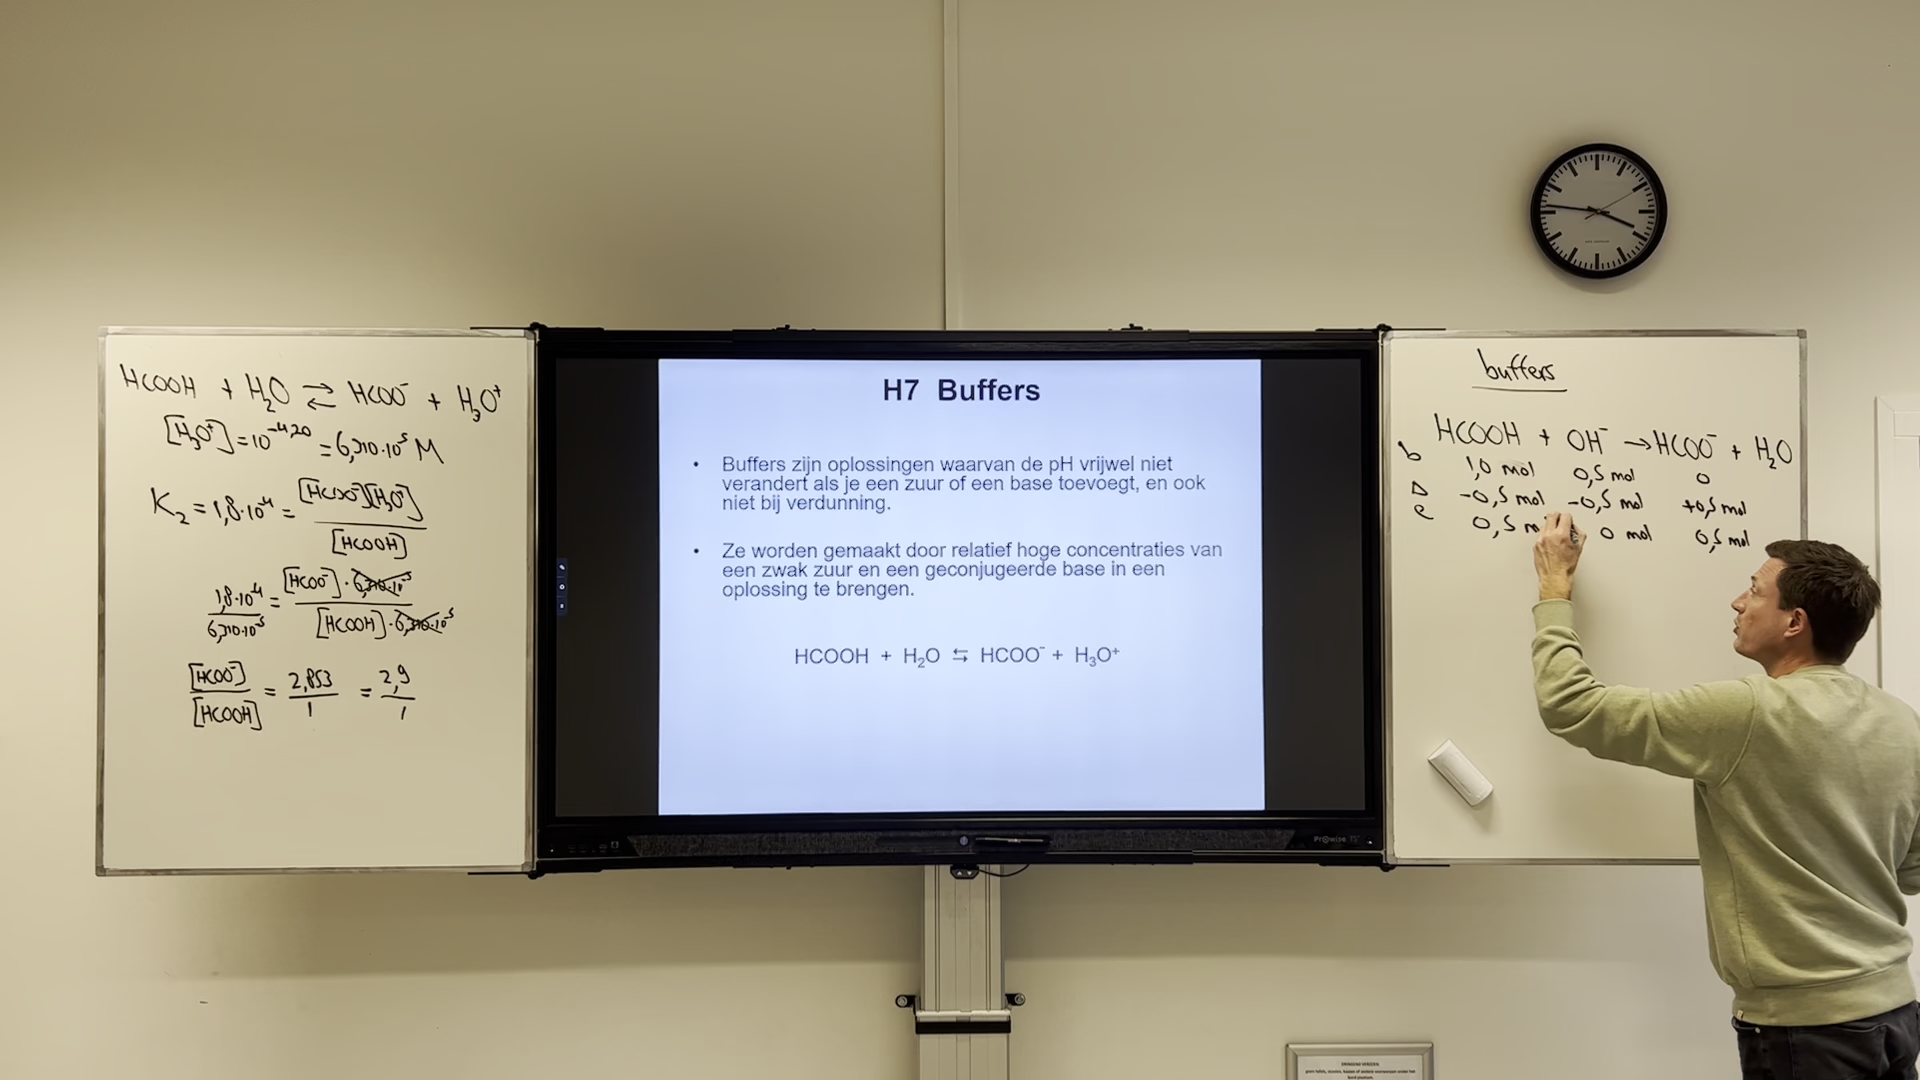 HCOOH + H₂O ⇌ HCOO⁻ + H₃O⁺
[H₃O⁺] = 10⁻⁴·²⁰ = 6,310·10⁻⁵ M
K₂ = 1,8·10⁻⁴ = [HCOO⁻][H₃O⁺]
[HCOOH]
1,8·10⁻⁴ = [HCOO⁻] · 6,310·10⁻⁵
6,310·10⁻⁵ [HCOOH] · 6,310·10⁻⁵
[HCOO⁻] = 2,853 = 2,9
[HCOOH] 1 1
H7 Buffers
• Buffers zijn oplossingen waarvan de pH vrijwel niet
verandert als je een zuur of een base toevoegt, en ook
niet bij verdunning.
• Ze worden gemaakt door relatief hoge concentraties van
een zwak zuur en een geconjugeerde base in een
oplossing te brengen.
HCOOH + H₂O ⇆ HCOO⁻ + H₃O⁺
Prowise
buffers
HCOOH + OH⁻ → HCOO⁻ + H₂O
b 1,0 mol 0,5 mol 0
Δ -0,5 mol -0,5 mol +0,5 mol
e 0,5 m 0 mol 0,5 mol